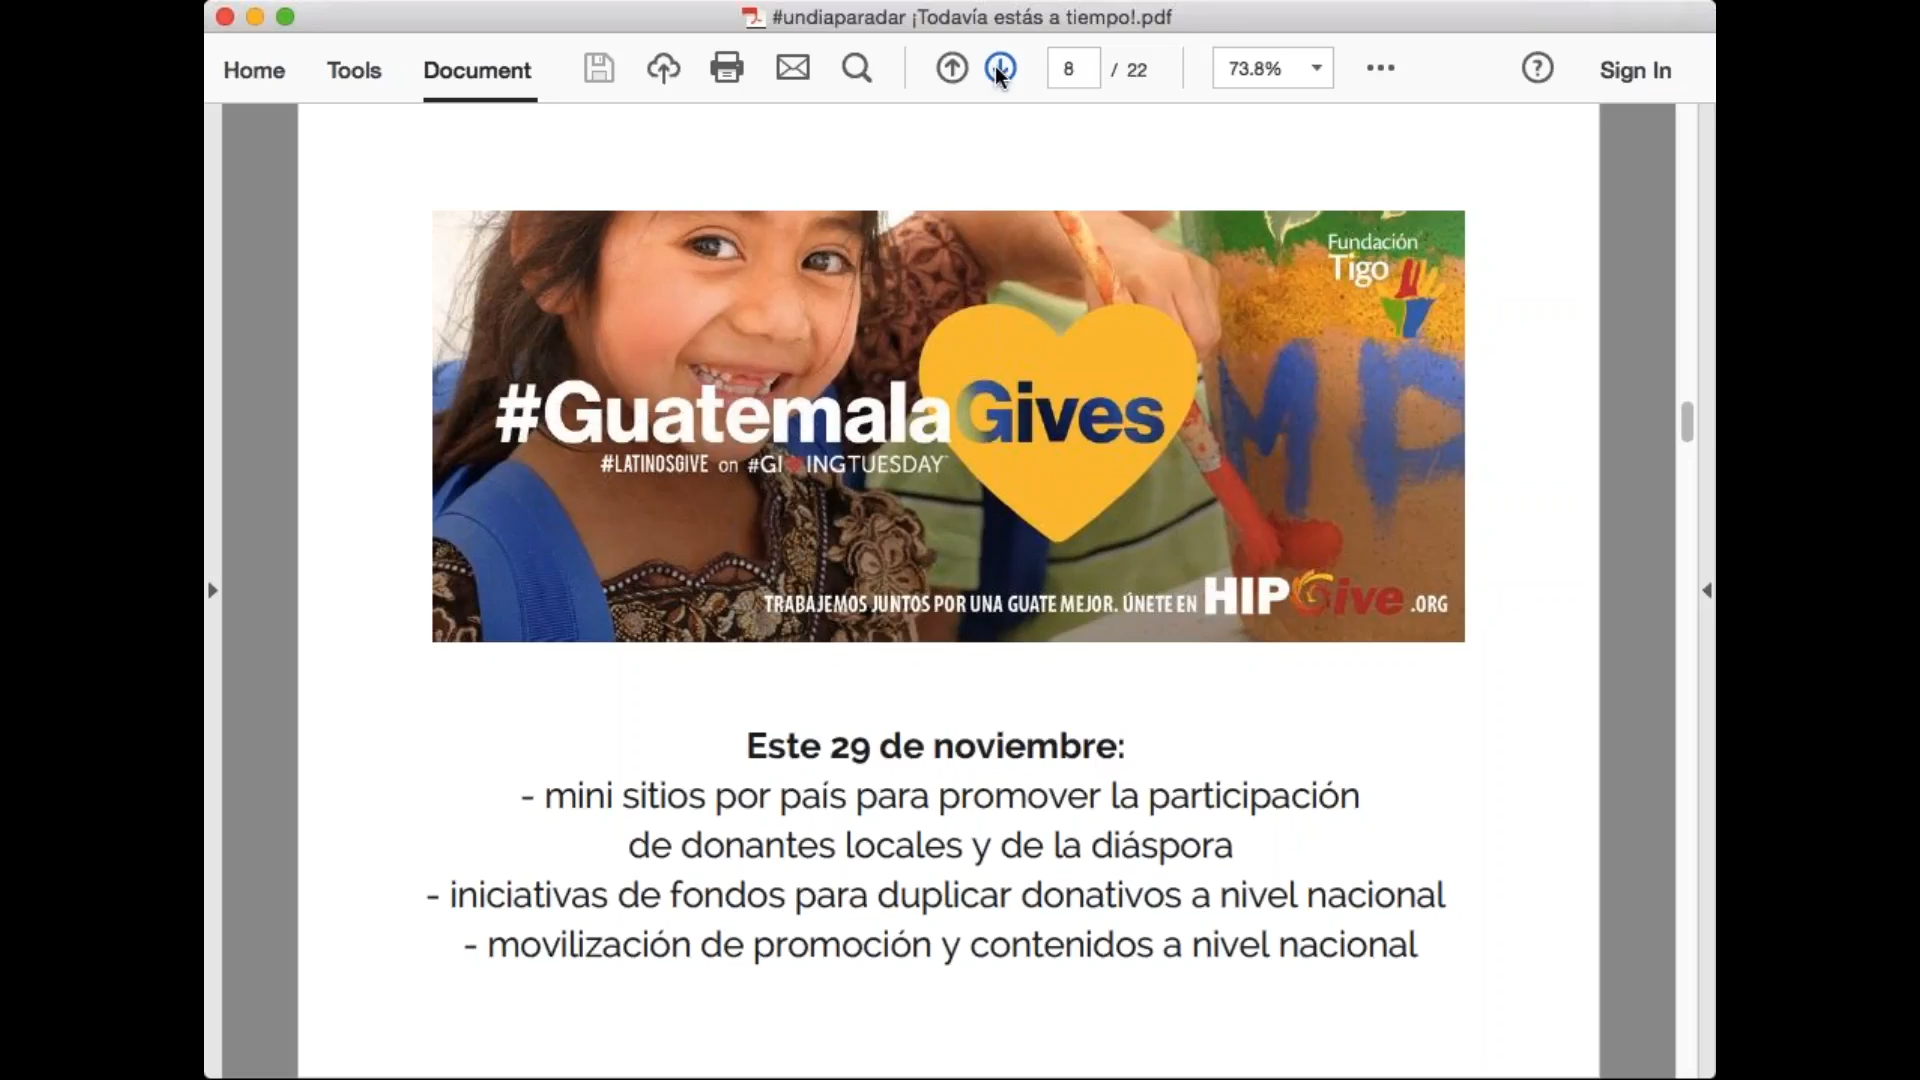 #undiaparadar ¡Todavía estás a tiempo!.pdf
Home Tools Document 8 / 22 73.8% ? Sign In
Fundación
Tigo
#GuatemalaGives
#LATINOSGIVE on #GI INGTUESDAY
TRABAJEMOS JUNTOS POR UNA GUATE MEJOR. ÚNETE EN HIPGive.ORG
MP
Este 29 de noviembre:
- mini sitios por país para promover la participación
de donantes locales y de la diáspora
- iniciativas de fondos para duplicar donativos a nivel nacional
- movilización de promoción y contenidos a nivel nacional